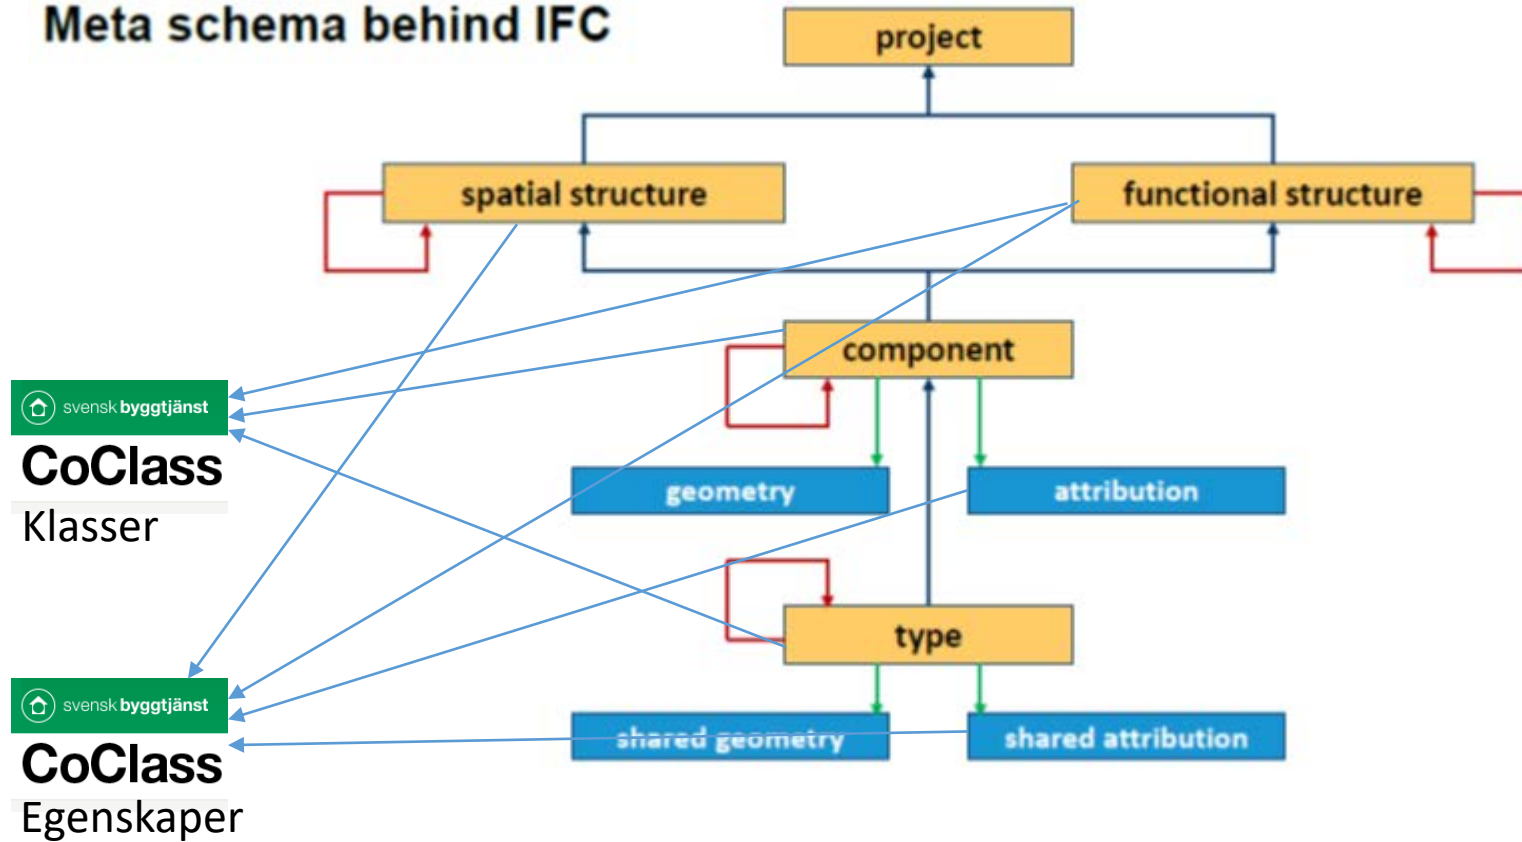 Meta schema behind IFC
project
spatial structure
functional structure
component
svensk byggtjänst
CoClass
Klasser
geometry
attribution
type
svensk byggtjänst
CoClass
Egenskaper
shared geometry
shared attribution